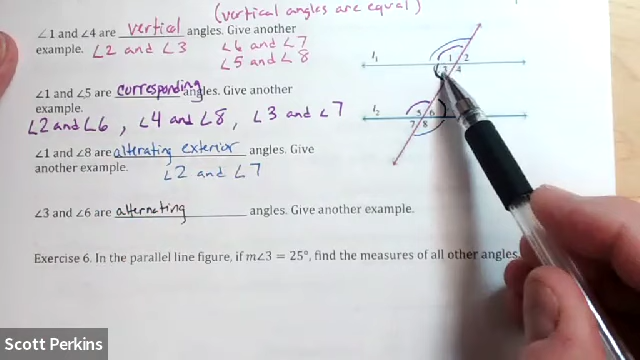 (vertical angles are equal)
∠1 and ∠4 are vertical angles. Give another
example. ∠2 and ∠3 ∠6 and ∠7
∠5 and ∠8
∠1 and ∠5 are corresponding angles. Give another
example.
∠2 and ∠6, ∠4 and ∠8, ∠3 and ∠7
∠1 and ∠8 are alterating exterior angles. Give
another example. ∠2 and ∠7
∠3 and ∠6 are alternating angles. Give another example.
Exercise 6. In the parallel line figure, if m∠3 = 25°, find the measures of all other angles.
l₁ 1 2
3 4
l₂ 5 6
7 8
Scott Perkins